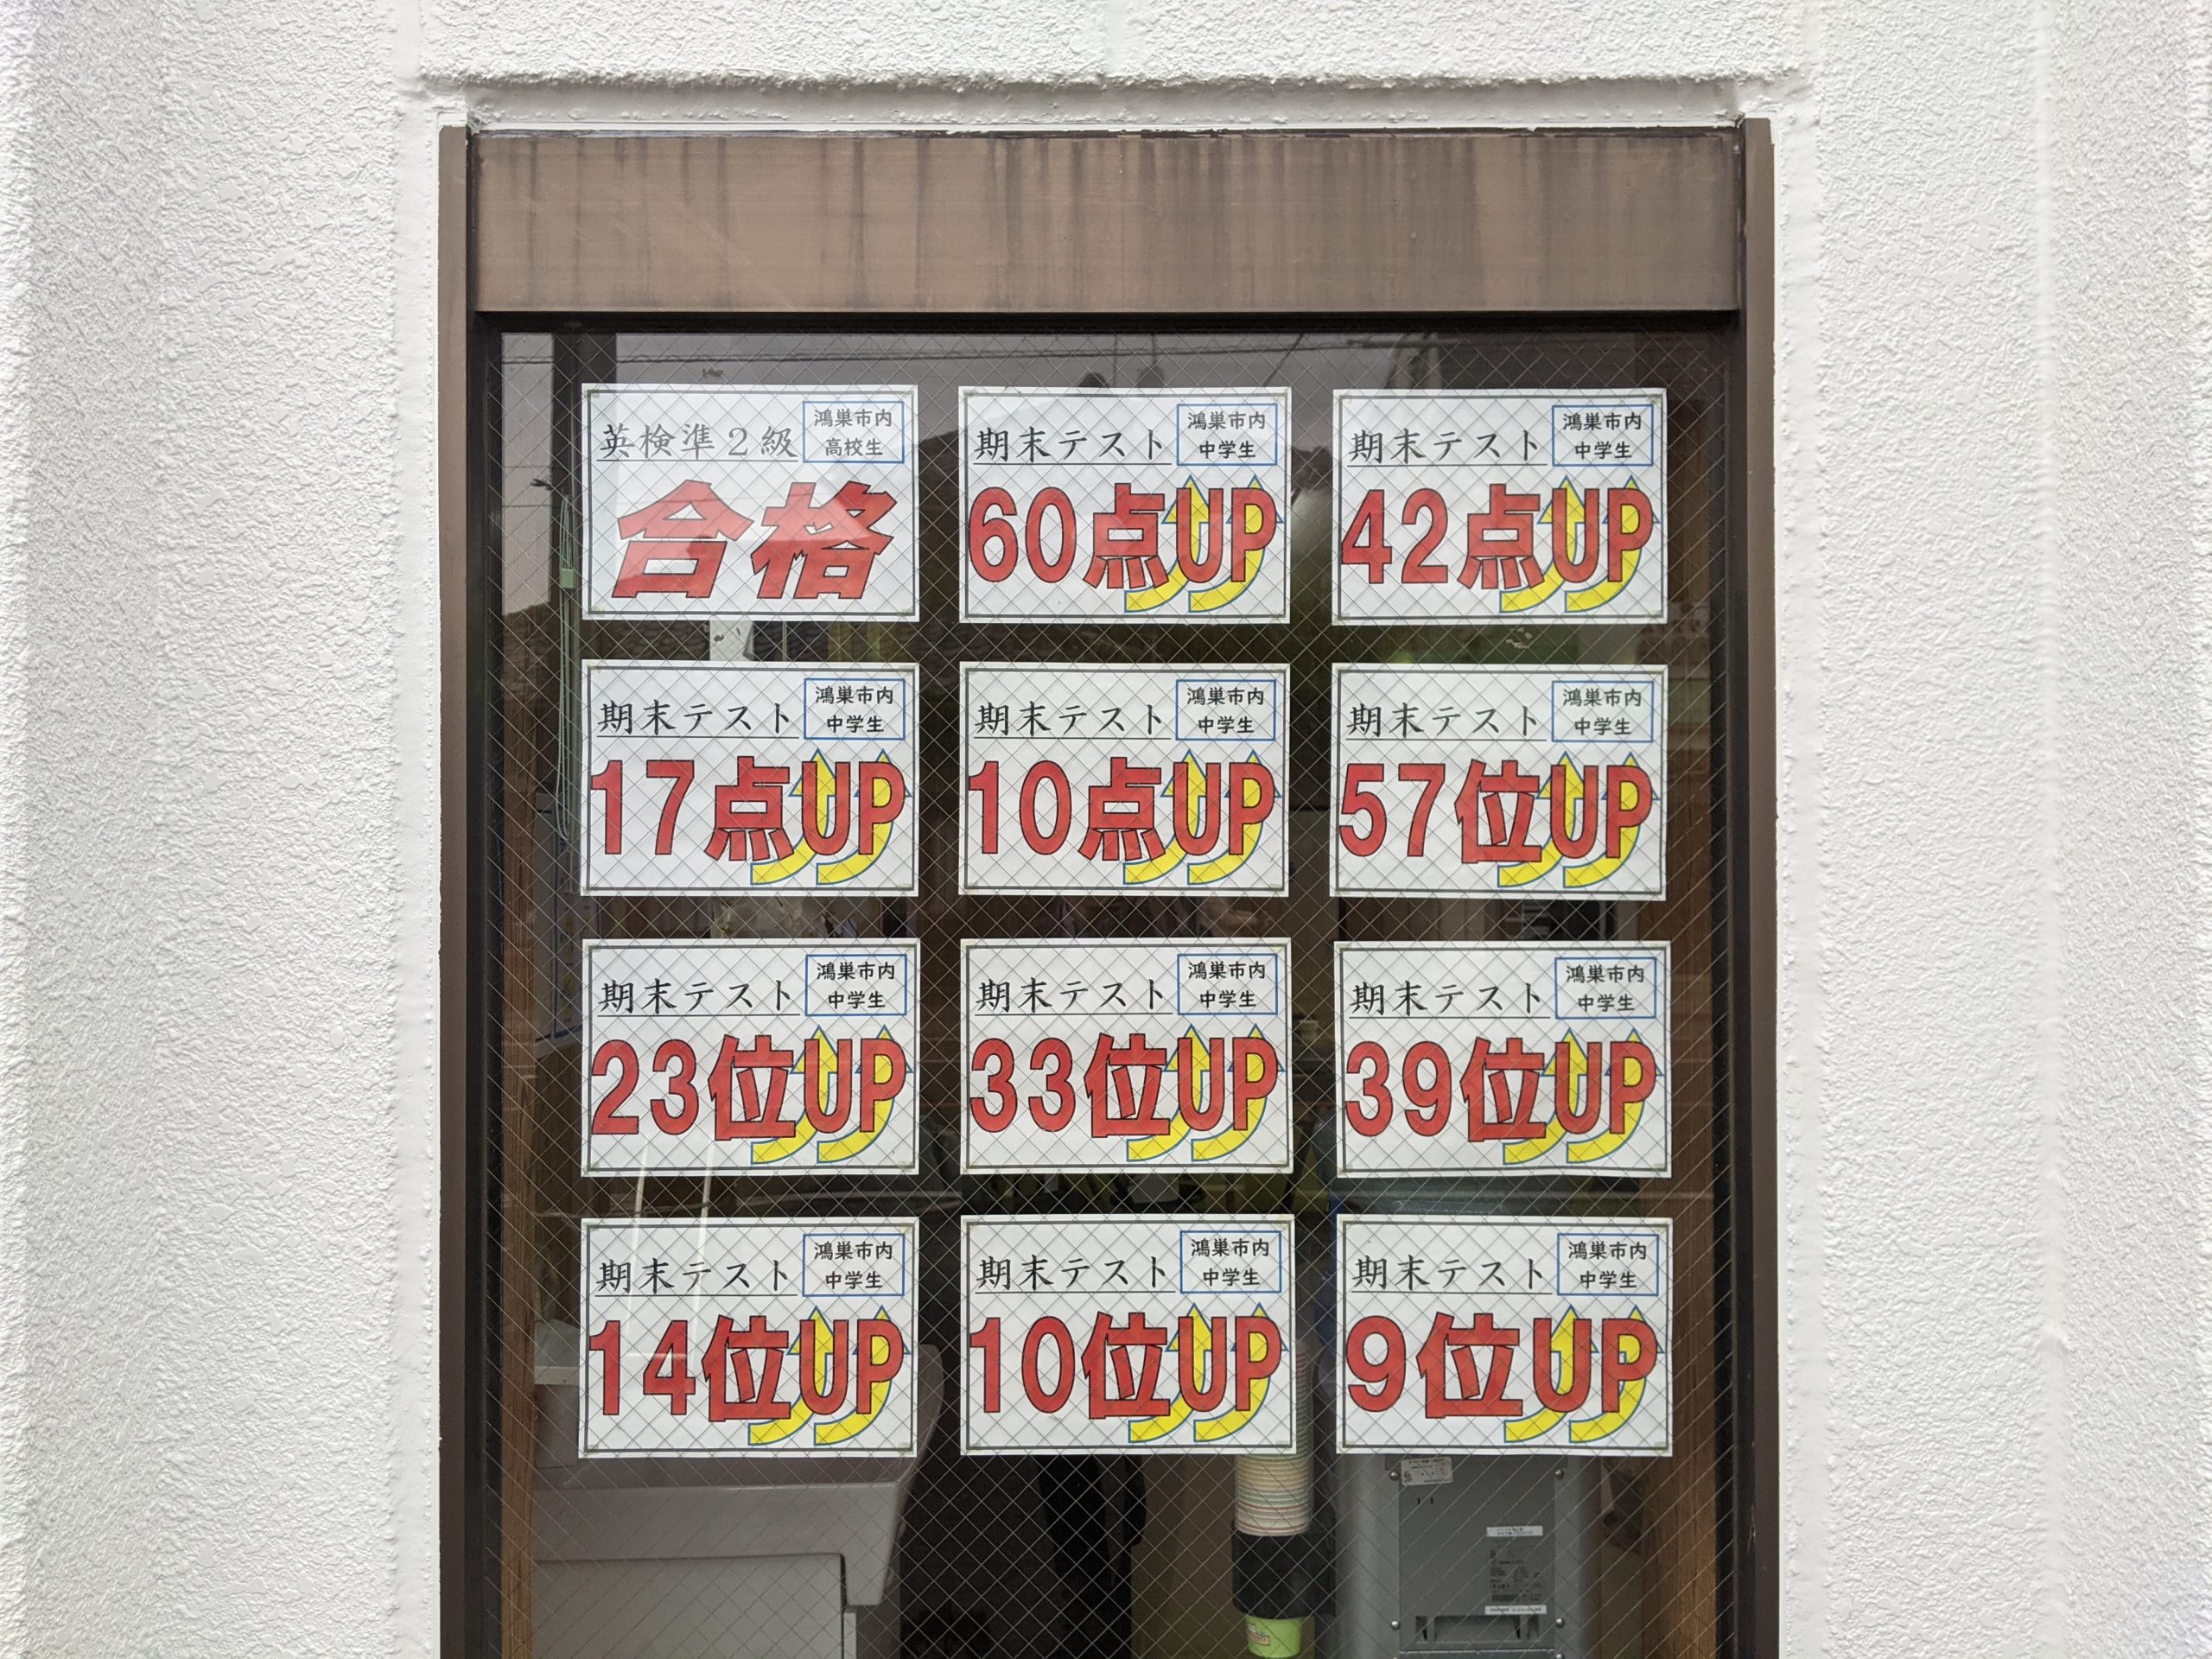 英検準２級
鴻巣市内
高校生
合格
期末テスト
鴻巣市内
中学生
60点UP
期末テスト
鴻巣市内
中学生
42点UP
期末テスト
鴻巣市内
中学生
17点UP
期末テスト
鴻巣市内
中学生
10点UP
期末テスト
鴻巣市内
中学生
57位UP
期末テスト
鴻巣市内
中学生
23位UP
期末テスト
鴻巣市内
中学生
33位UP
期末テスト
鴻巣市内
中学生
39位UP
期末テスト
鴻巣市内
中学生
14位UP
期末テスト
鴻巣市内
中学生
10位UP
期末テスト
鴻巣市内
中学生
9位UP